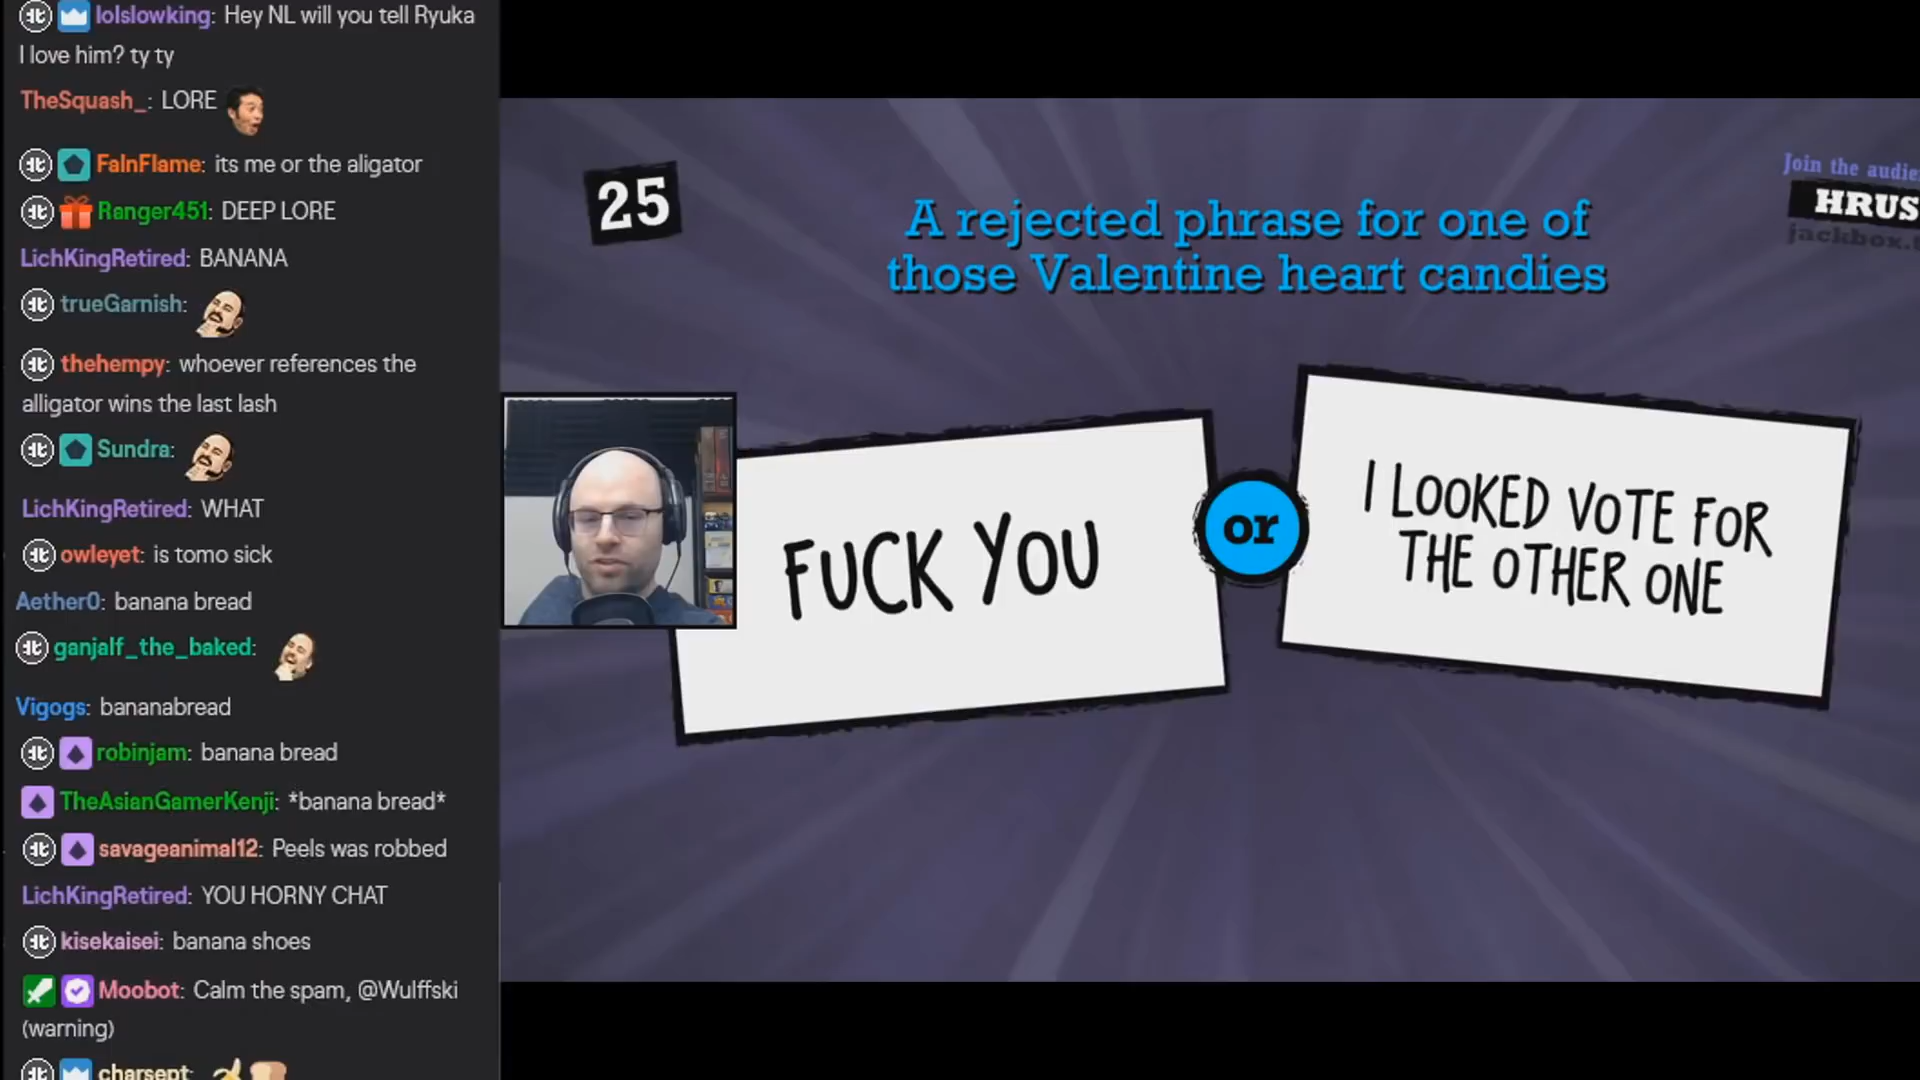 lolslowking: Hey NL will you tell Ryuka
I love him? ty ty
TheSquash_: LORE
FaInFlame: its me or the aligator
Ranger451: DEEP LORE
LichKingRetired: BANANA
trueGarnish:
thehempy: whoever references the
alligator wins the last lash
Sundra:
LichKingRetired: WHAT
owleyet: is tomo sick
Aether0: banana bread
ganjalf_the_baked:
Vigogs: bananabread
robinjam: banana bread
TheAsianGamerKenji: *banana bread*
savageanimal12: Peels was robbed
LichKingRetired: YOU HORNY CHAT
kisekaisei: banana shoes
Moobot: Calm the spam, @Wulffski
(warning)
charsept:
25
A rejected phrase for one of
those Valentine heart candies
Join the audie
HRUS
jackbox.t
FUCK YOU
or
I LOOKED VOTE FOR
THE OTHER ONE